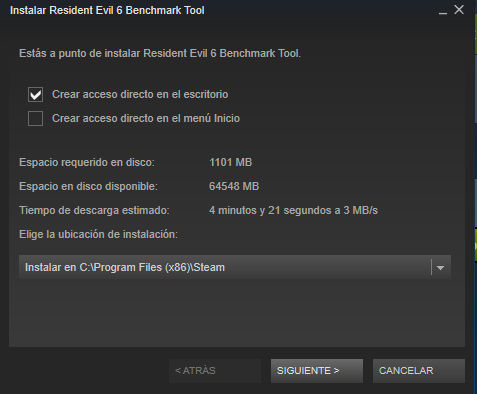 Instalar Resident Evil 6 Benchmark Tool
Estás a punto de instalar Resident Evil 6 Benchmark Tool.
Crear acceso directo en el escritorio
Crear acceso directo en el menú Inicio
Espacio requerido en disco: 1101 MB
Espacio en disco disponible: 64548 MB
Tiempo de descarga estimado: 4 minutos y 21 segundos a 3 MB/s
Elige la ubicación de instalación:
Instalar en C:\Program Files (x86)\Steam
< ATRÁS SIGUIENTE > CANCELAR